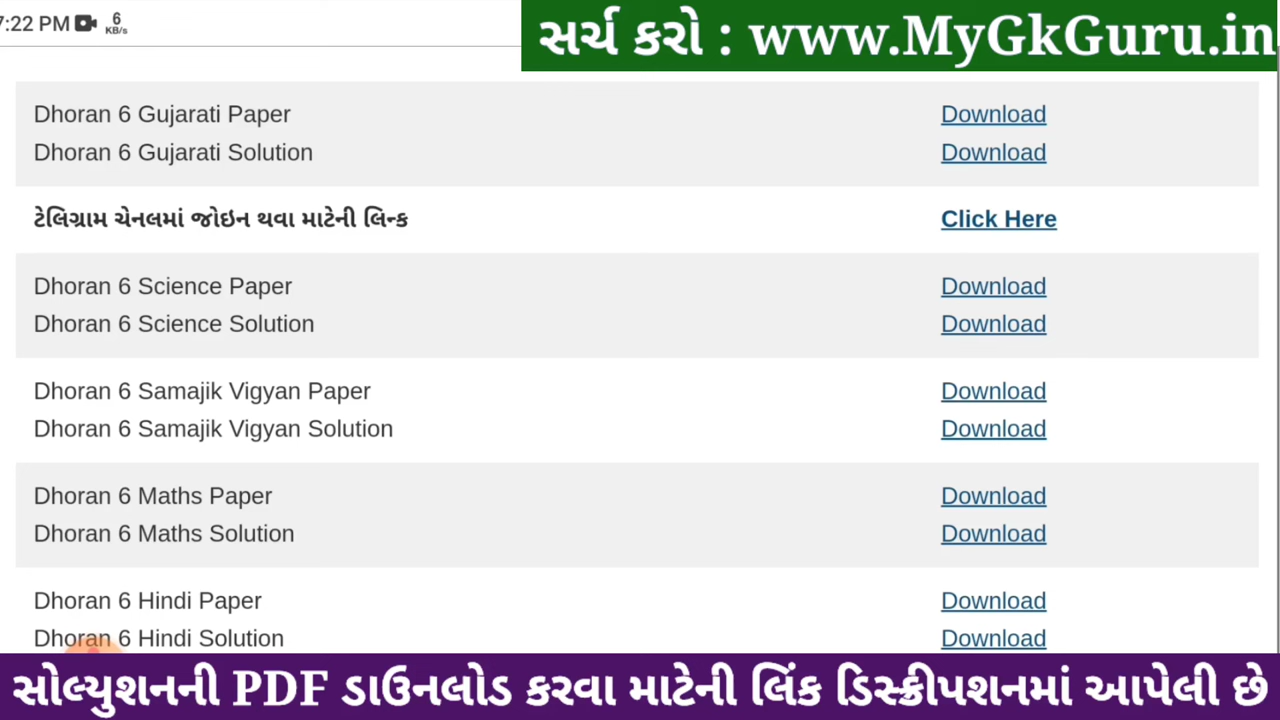 7:22 PM 6 KB/s
સર્ચ કરો : www.MyGkGuru.in
Dhoran 6 Gujarati Paper Download
Dhoran 6 Gujarati Solution Download
ટેલિગ્રામ ચેનલમાં જોઇન થવા માટેની લિન્ક Click Here
Dhoran 6 Science Paper Download
Dhoran 6 Science Solution Download
Dhoran 6 Samajik Vigyan Paper Download
Dhoran 6 Samajik Vigyan Solution Download
Dhoran 6 Maths Paper Download
Dhoran 6 Maths Solution Download
Dhoran 6 Hindi Paper Download
Dhoran 6 Hindi Solution Download
સોલ્યુશનની PDF ડાઉનલોડ કરવા માટેની લિંક ડિસ્ક્રીપશનમાં આપેલી છે